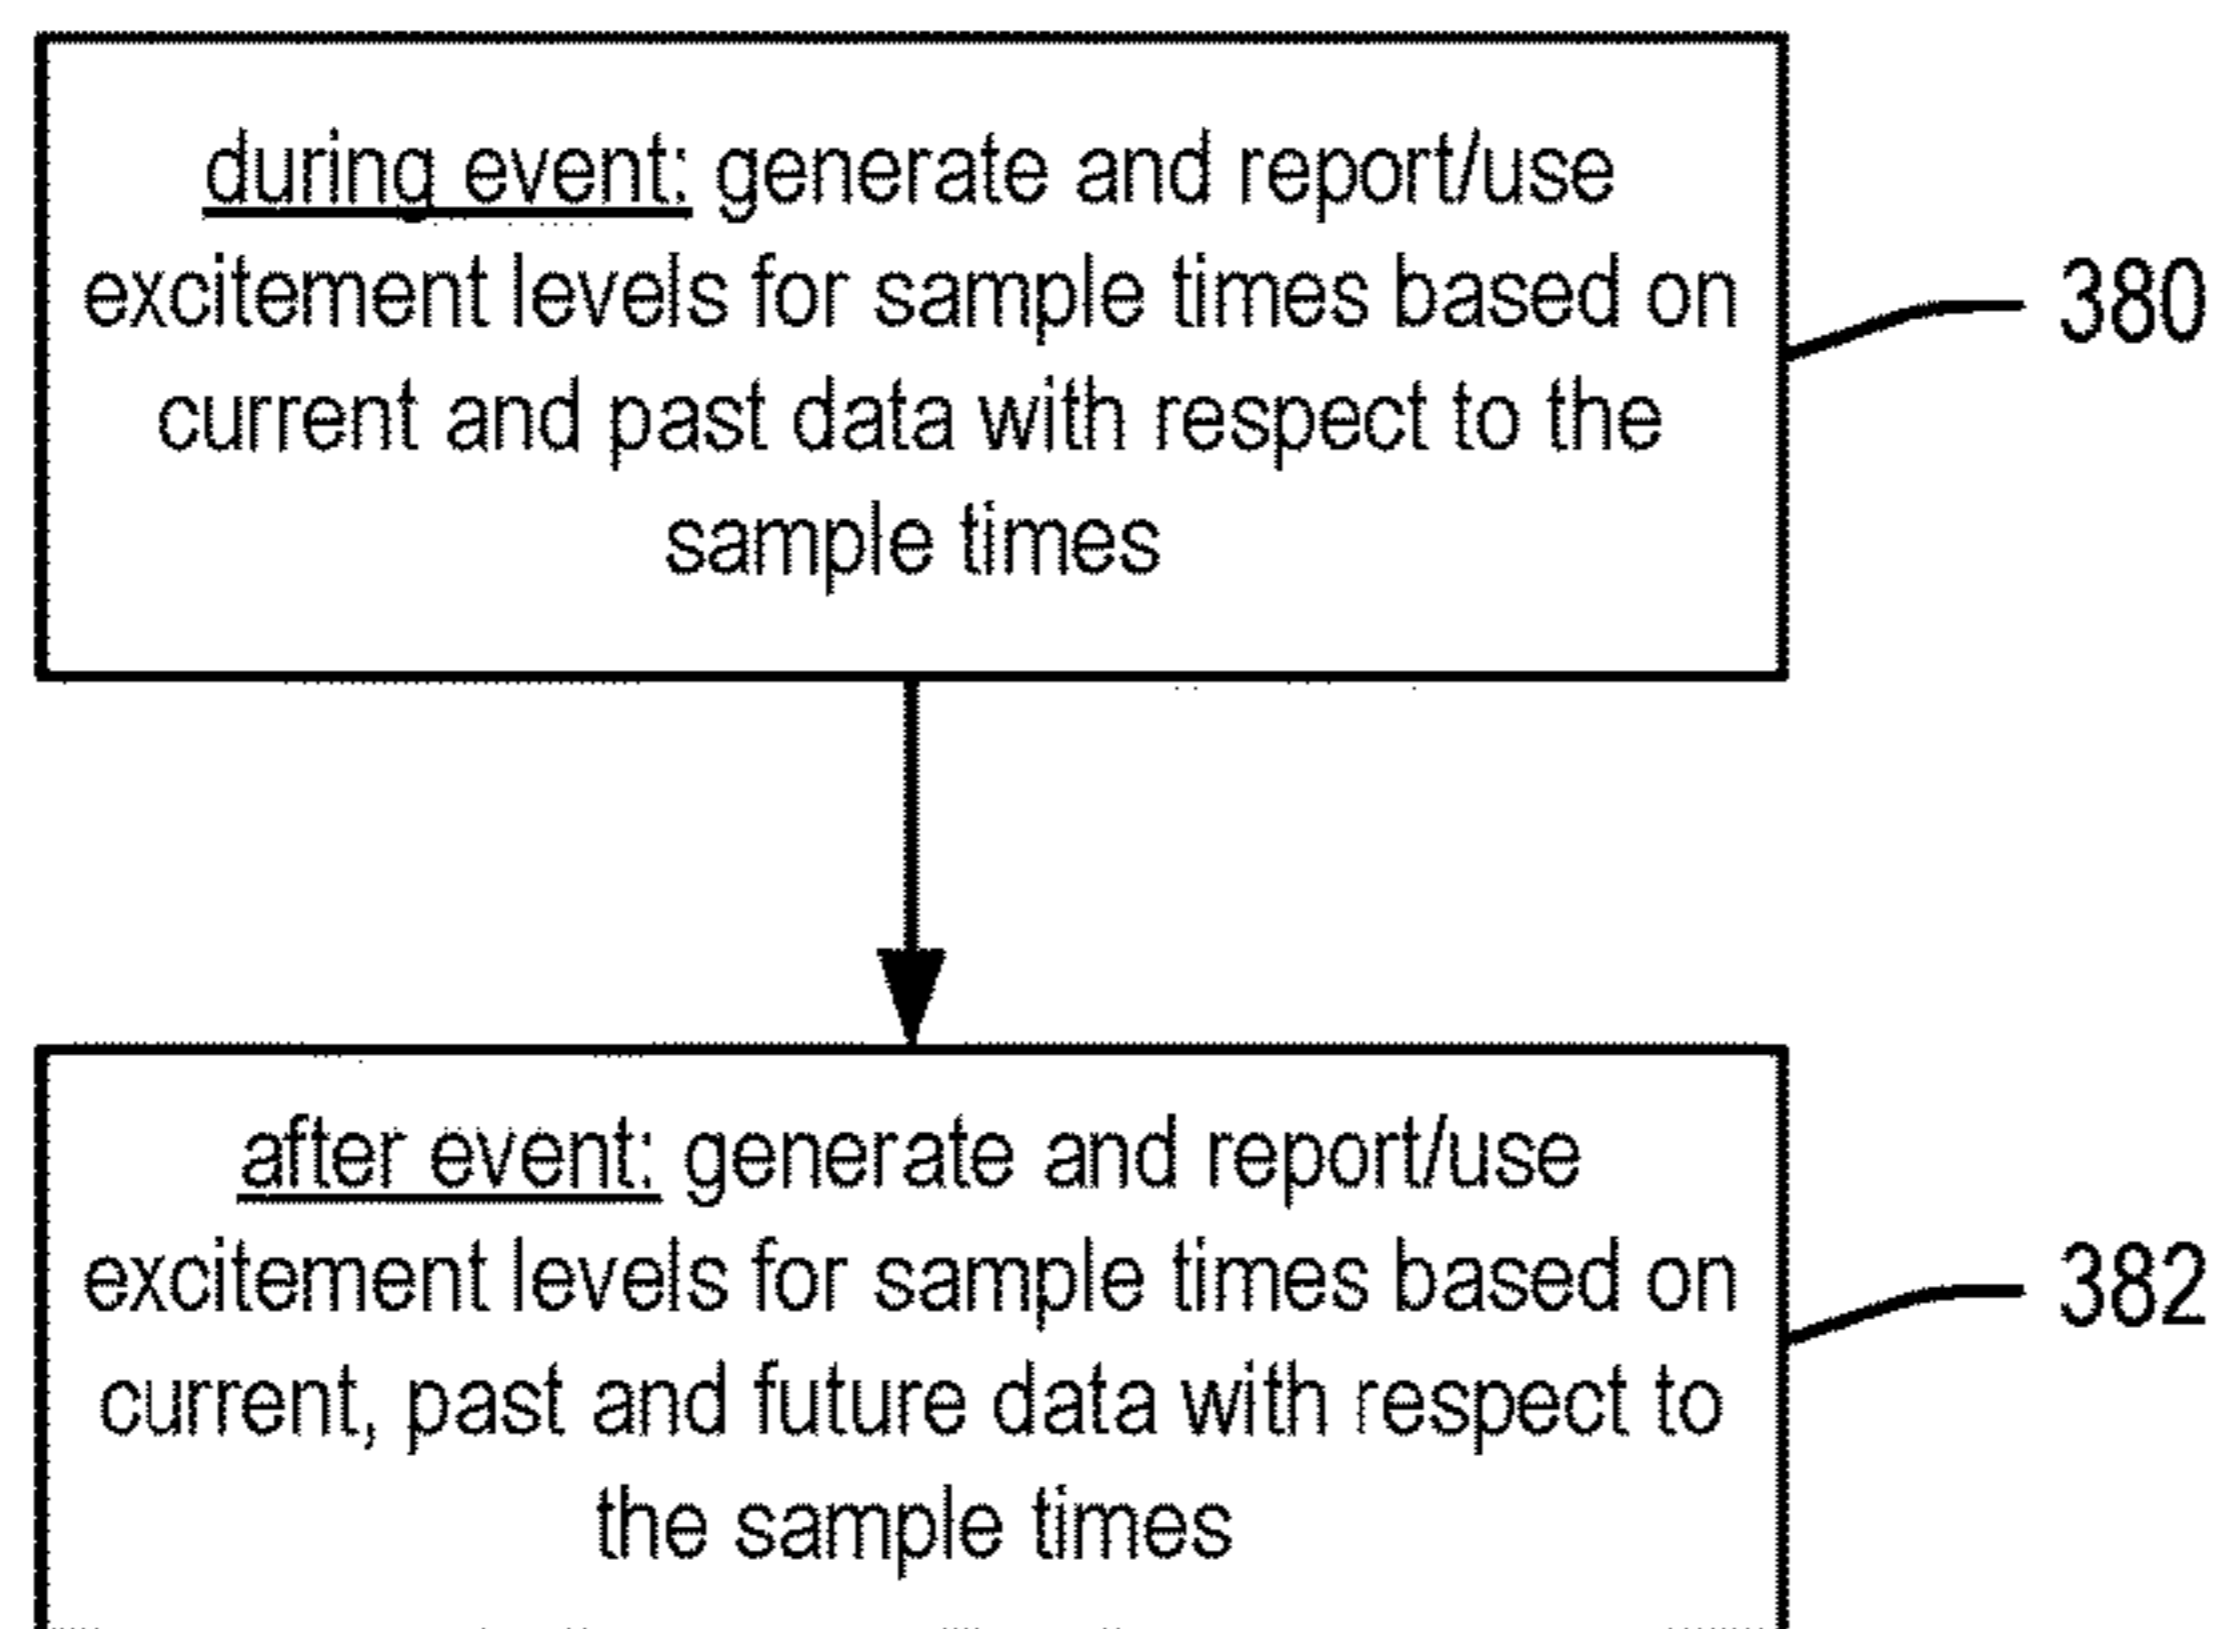 during event: generate and report/use
excitement levels for sample times based on
current and past data with respect to the
sample times
380
after event: generate and report/use
excitement levels for sample times based on
current, past and future data with respect to
the sample times
382